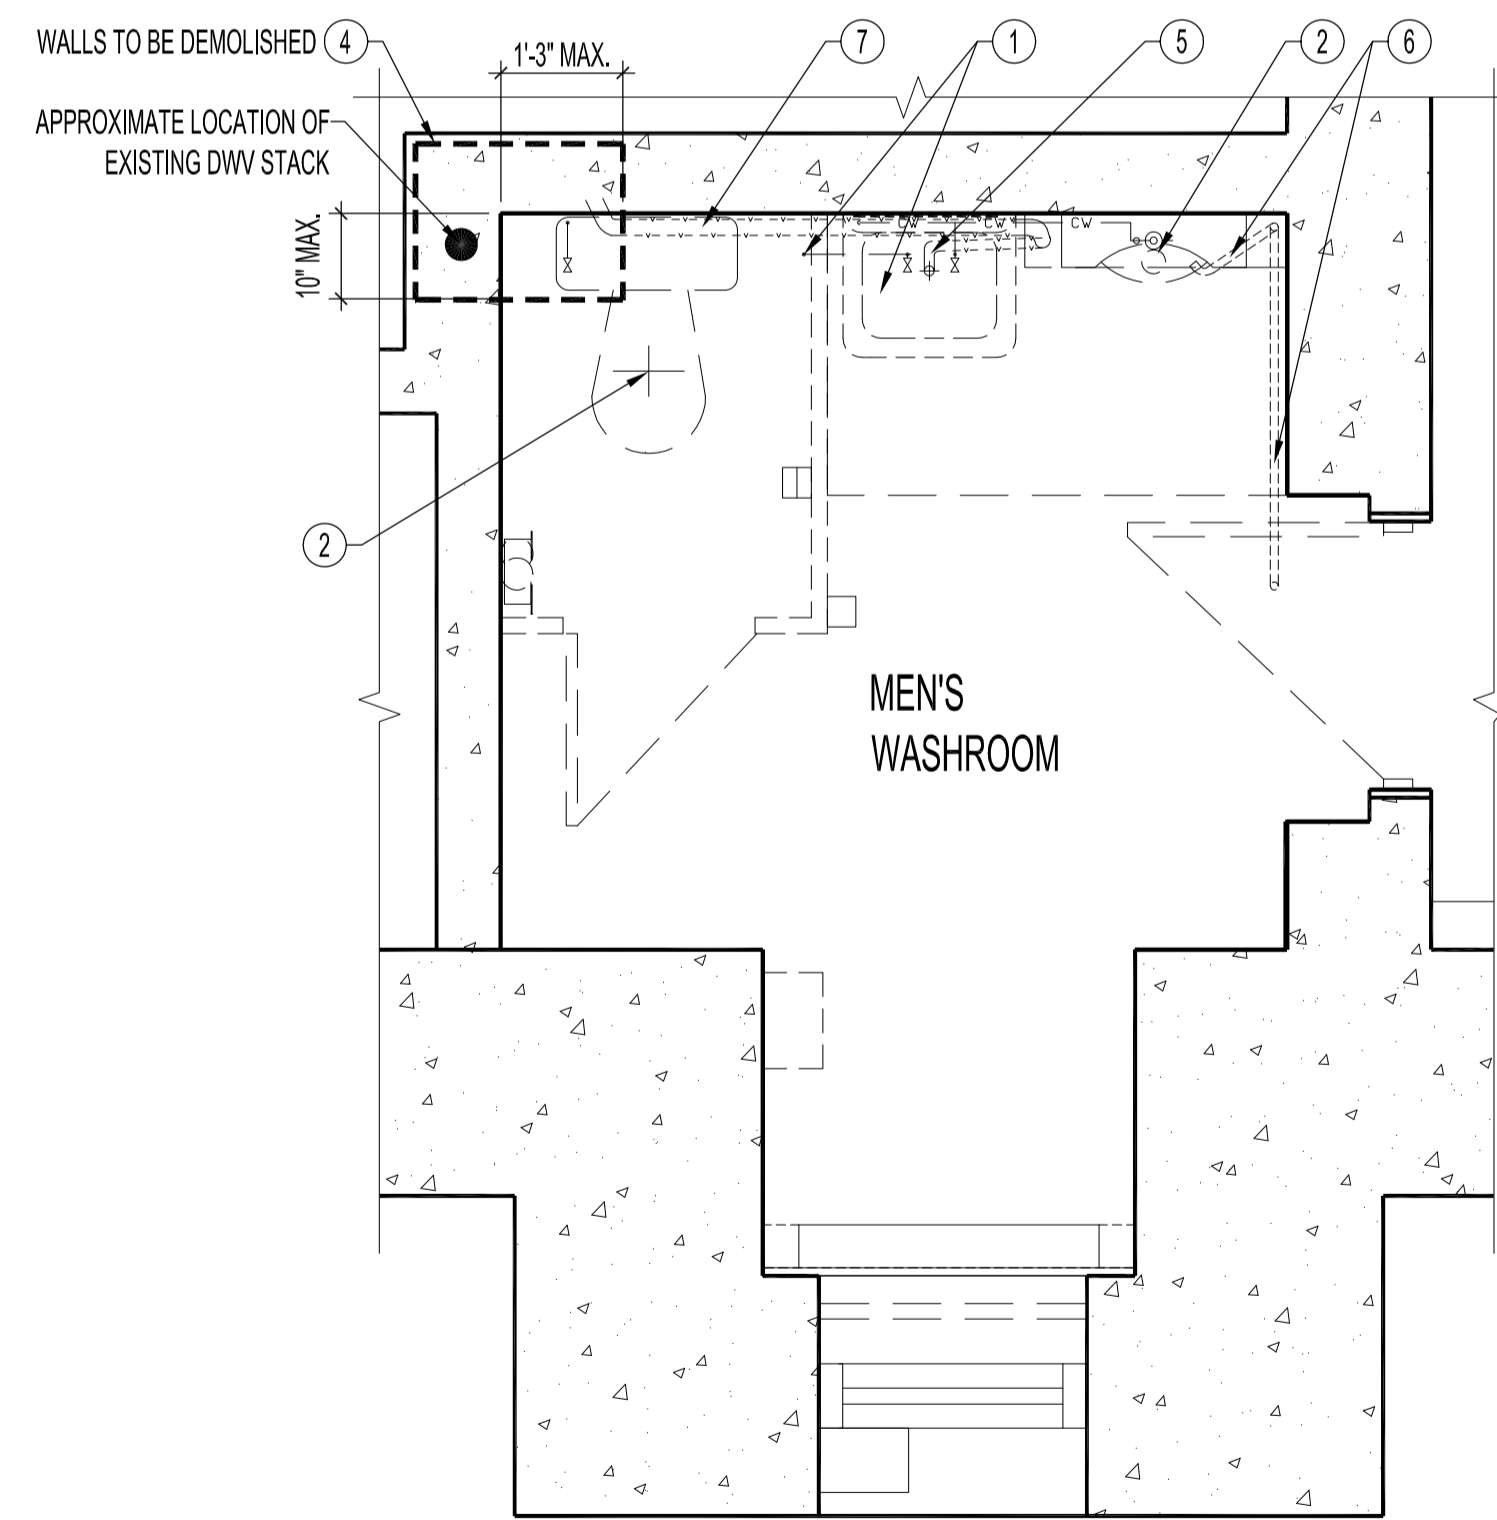 WALLS TO BE DEMOLISHED 4
1'-3" MAX.
7
1
5
2
6
APPROXIMATE LOCATION OF
EXISTING DWV STACK
10" MAX.
CW
CW
CW
2
MEN'S
WASHROOM